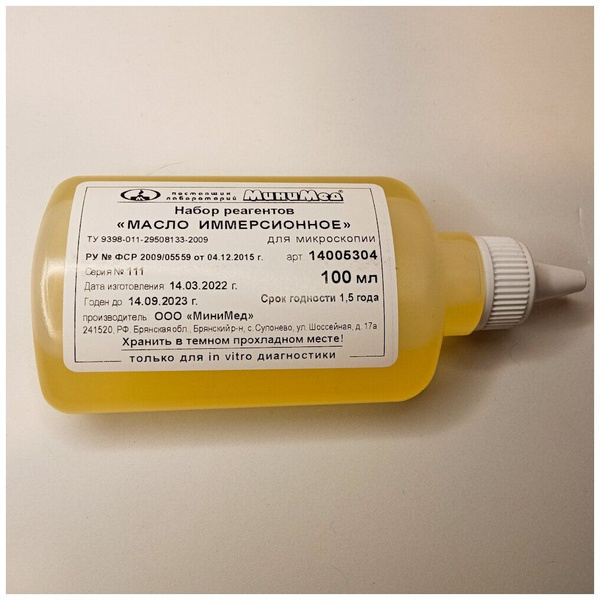 поставщик лабораторий МиниМед®
Набор реагентов
«МАСЛО ИММЕРСИОННОЕ»
ТУ 9398-011-29508133-2009 для микроскопии
РУ № ФСР 2009/05559 от 04.12.2015 г. арт. 14005304
Серия № 111 100 мл
Дата изготовления 14.03.2022 г.
Годен до 14.09.2023 г. Срок годности 1,5 года
производитель ООО «МиниМед»
241520, РФ, Брянская обл., Брянский р-н, с. Супонево, ул. Шоссейная, д. 17а
Хранить в темном прохладном месте!
только для in vitro диагностики